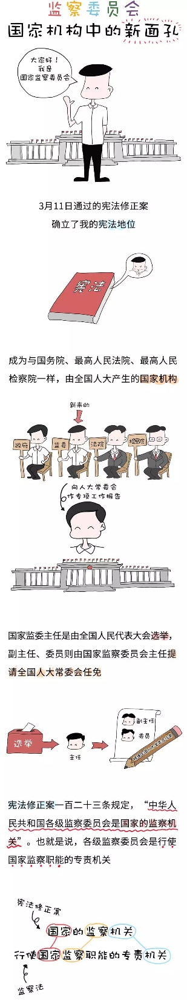 监察委员会
国家机构中的新面孔
大家好！
我是
国家监察委员会
3月11日通过的宪法修正案
确立了我的宪法地位
宪法
成为与国务院、最高人民法院、最高人民
检察院一样，由全国人大产生的国家机构
新来的
政府
监委
法院
检察院
向人大常委会
作专项工作报告
国家监委主任是由全国人民代表大会选举，
副主任、委员则由国家监察委员会主任提
请全国人大常委会任免
选举
主任
副主任
委员
宪法修正案一百二十三条规定，“中华人
民共和国各级监察委员会是国家的监察机
关”。也就是说，各级监察委员会是行使
国家监察职能的专责机关
宪法修正案
国家的监察机关
行使国家监察职能的专责机关
监察法